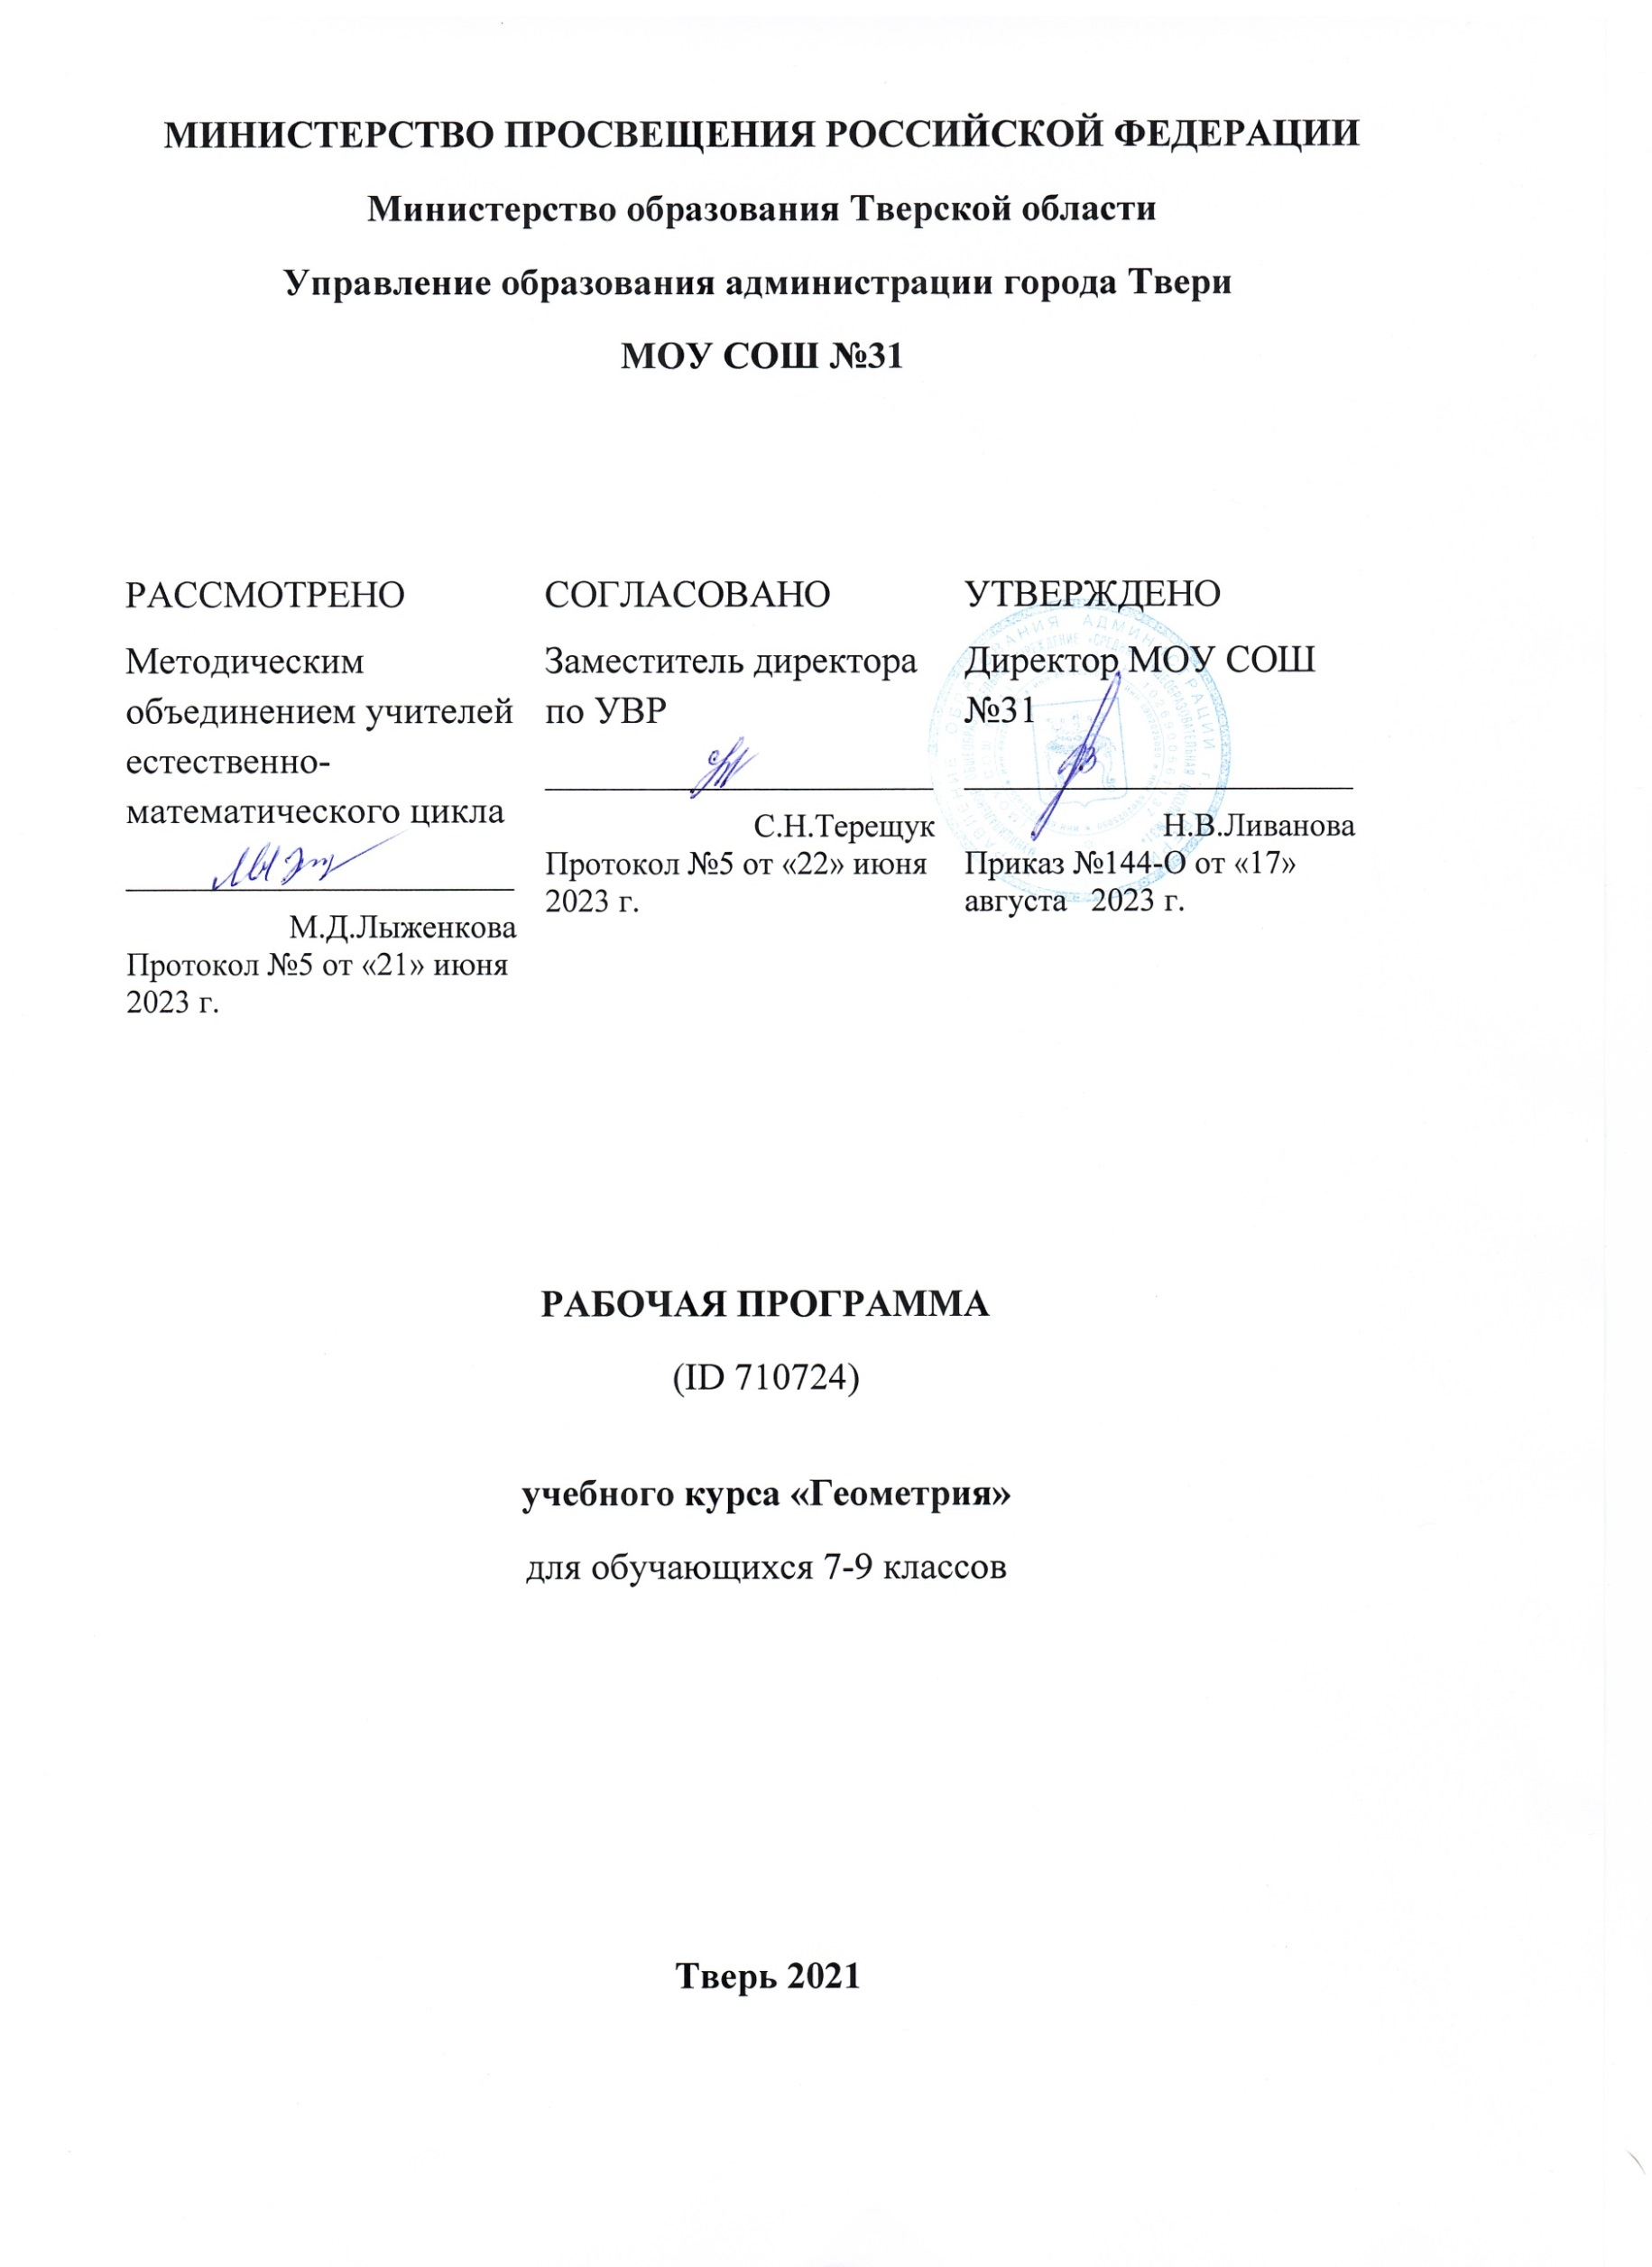 МИНИСТЕРСТВО ПРОСВЕЩЕНИЯ РОССИЙСКОЙ ФЕДЕРАЦИИ
Министерство образования Тверской области
Управление образования администрации города Твери
МОУ СОШ №31
РАССМОТРЕНО
Методическим
объединением учителей
естественно-
математического цикла
М.Д.Лыженкова
Протокол №5 от «21» июня
2023 г.
СОГЛАСОВАНО
Заместитель директора
по УВР
С.Н.Терещук
Протокол №5 от «22» июня
2023 г.
УТВЕРЖДЕНО
Директор МОУ СОШ
№31
Н.В.Ливанова
Приказ №144-О от «17»
августа 2023 г.
РАБОЧАЯ ПРОГРАММА
(ID 710724)
учебного курса «Геометрия»
для обучающихся 7-9 классов
Тверь 2021